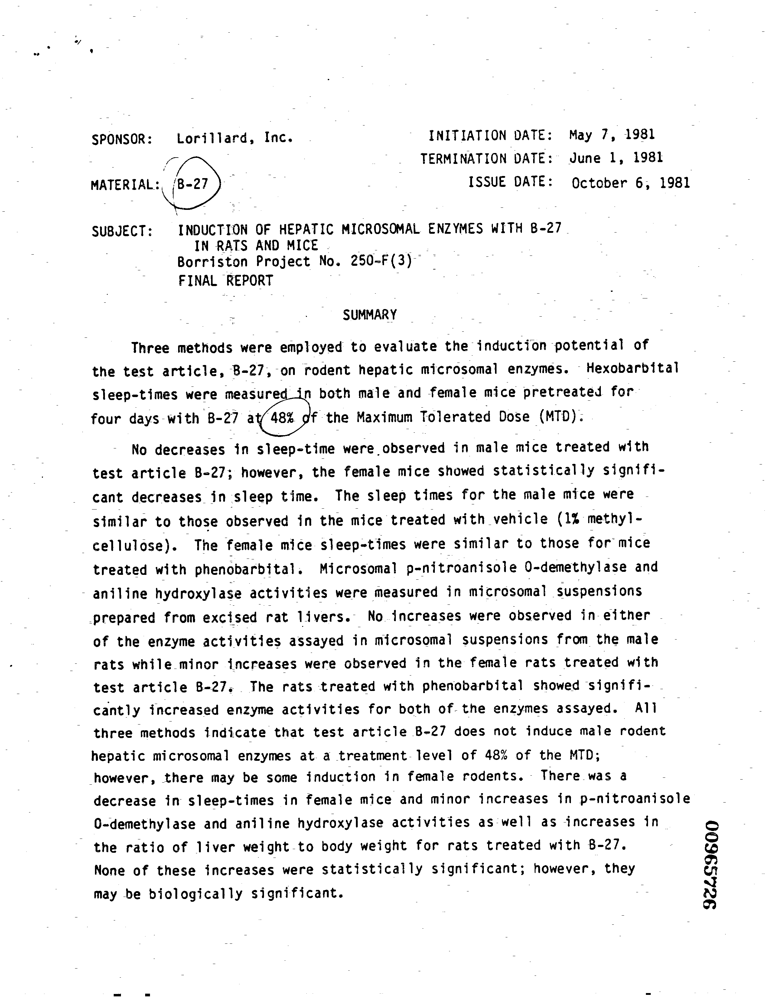 SPONSOR: Lorillard, Inc. INITIATION DATE: May 7, 1981
TERMINATION DATE: June 1, 1981
MATERIAL: B-27 ISSUE DATE: October 6, 1981
SUBJECT: INDUCTION OF HEPATIC MICROSOMAL ENZYMES WITH B-27
IN RATS AND MICE
Borriston Project No. 250-F(3)
FINAL REPORT
SUMMARY
Three methods were employed to evaluate the induction potential of
the test article, B-27, on rodent hepatic microsomal enzymes. Hexobarbital
sleep-times were measured in both male and female mice pretreated for
four days with B-27 at 48% of the Maximum Tolerated Dose (MTD).
No decreases in sleep-time were observed in male mice treated with
test article B-27; however, the female mice showed statistically signifi-
cant decreases in sleep time. The sleep times for the male mice were
similar to those observed in the mice treated with vehicle (1% methyl-
cellulose). The female mice sleep-times were similar to those for mice
treated with phenobarbital. Microsomal p-nitroanisole O-demethylase and
aniline hydroxylase activities were measured in microsomal suspensions
prepared from excised rat livers. No increases were observed in either
of the enzyme activities assayed in microsomal suspensions from the male
rats while minor increases were observed in the female rats treated with
test article B-27. The rats treated with phenobarbital showed signifi-
cantly increased enzyme activities for both of the enzymes assayed. All
three methods indicate that test article B-27 does not induce male rodent
hepatic microsomal enzymes at a treatment level of 48% of the MTD;
however, there may be some induction in female rodents. There was a
decrease in sleep-times in female mice and minor increases in p-nitroanisole
O-demethylase and aniline hydroxylase activities as well as increases in
the ratio of liver weight to body weight for rats treated with B-27.
None of these increases were statistically significant; however, they
may be biologically significant.
00965726